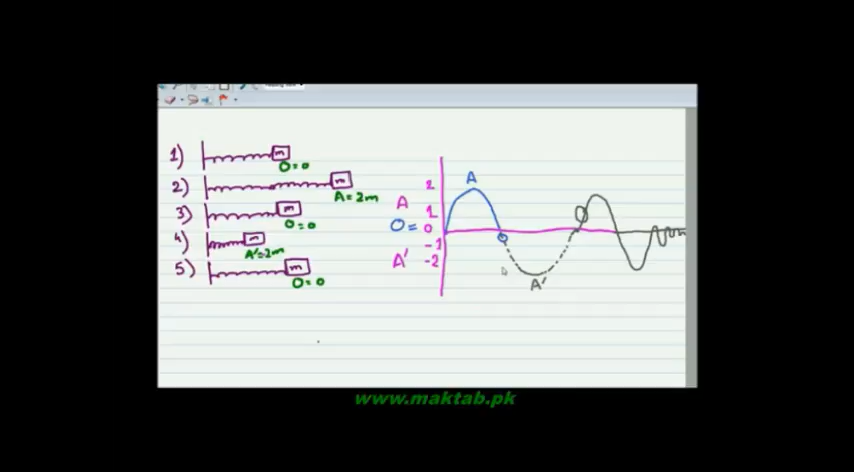 1) m
O = 0
2) m
A = 2m
3) m
O = 0
4) m
A' = 2m
5) m
O = 0
A
2
A
1
O = 0
-1
A' -2
O
A'
www.maktab.pk